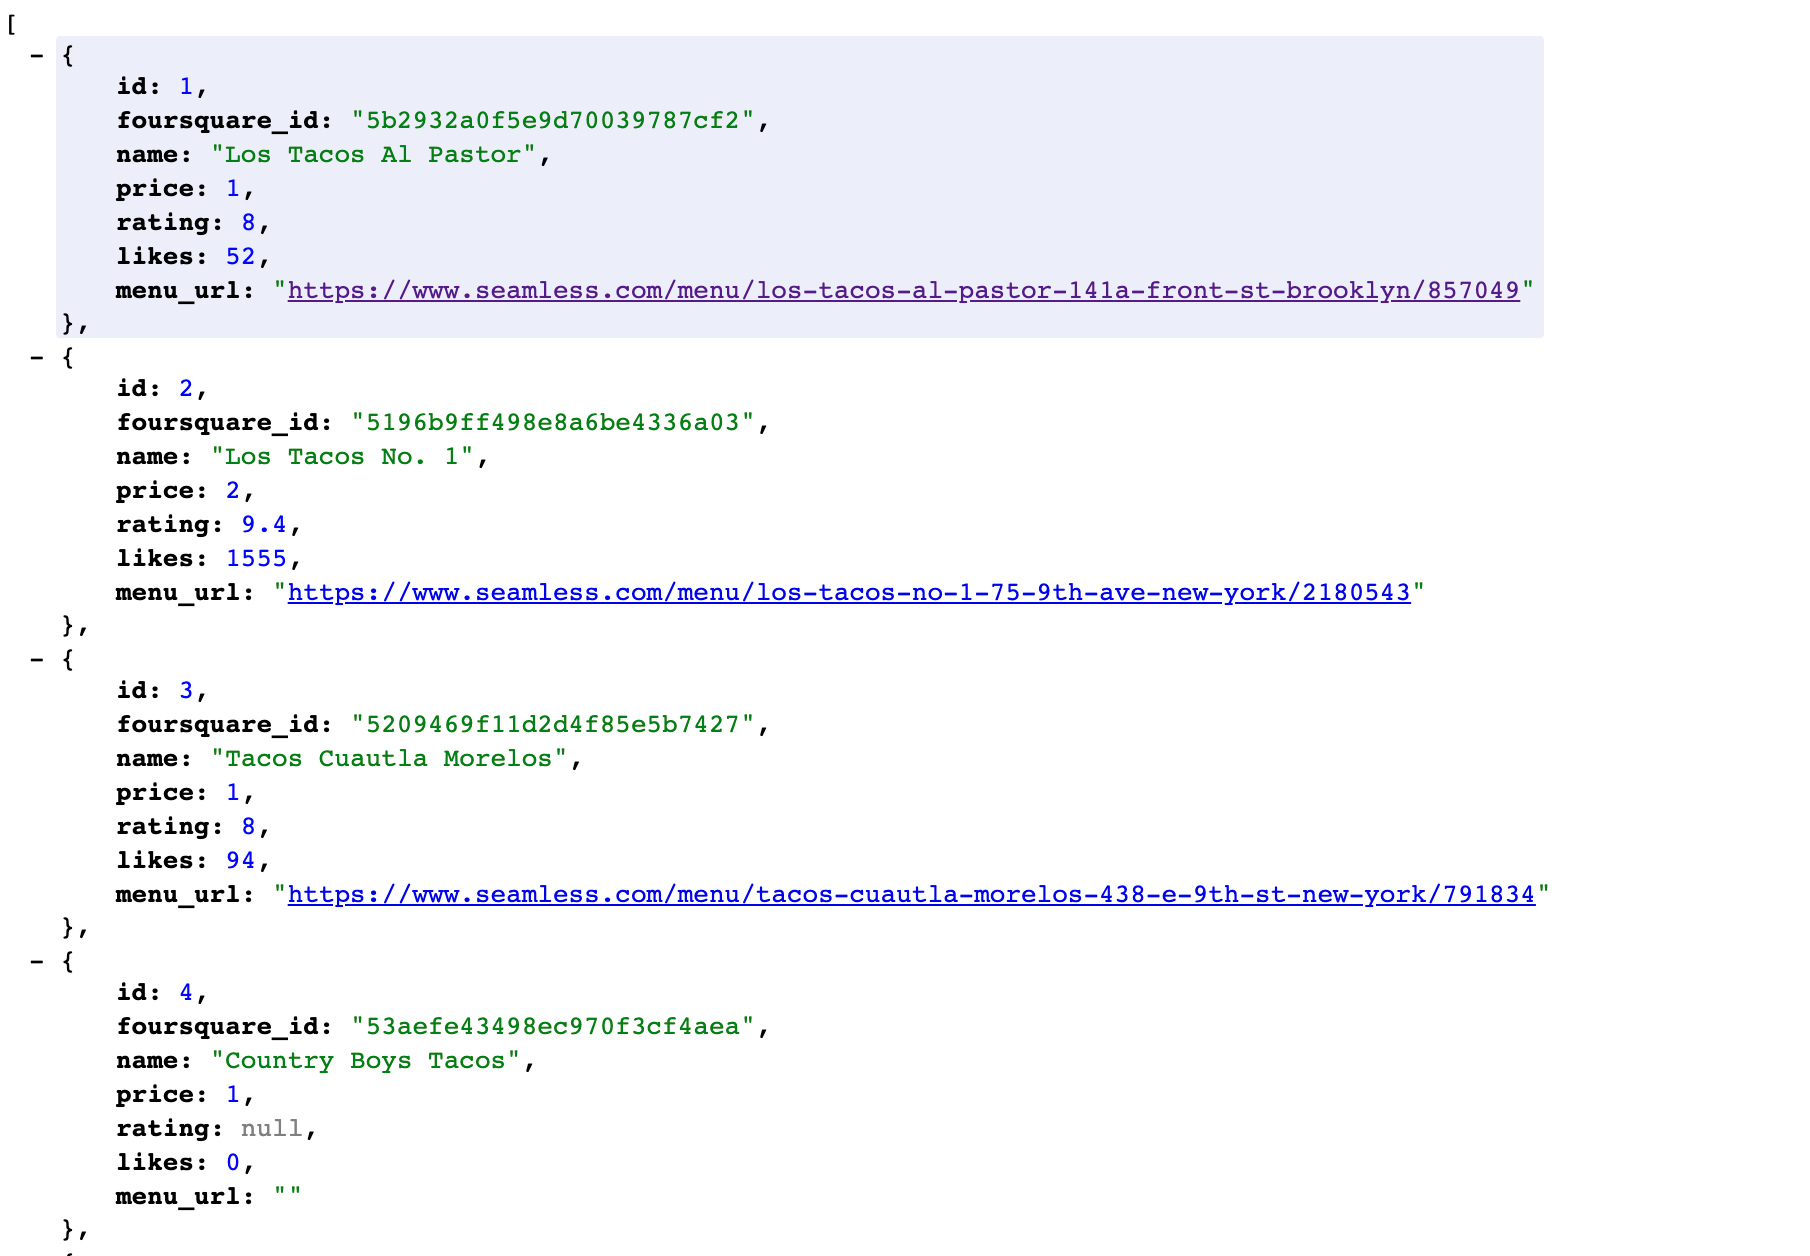 [
- {
id: 1,
foursquare_id: "5b2932a0f5e9d70039787cf2",
name: "Los Tacos Al Pastor",
price: 1,
rating: 8,
likes: 52,
menu_url: "https://www.seamless.com/menu/los-tacos-al-pastor-141a-front-st-brooklyn/857049"
},
- {
id: 2,
foursquare_id: "5196b9ff498e8a6be4336a03",
name: "Los Tacos No. 1",
price: 2,
rating: 9.4,
likes: 1555,
menu_url: "https://www.seamless.com/menu/los-tacos-no-1-75-9th-ave-new-york/2180543"
},
- {
id: 3,
foursquare_id: "5209469f11d2d4f85e5b7427",
name: "Tacos Cuautla Morelos",
price: 1,
rating: 8,
likes: 94,
menu_url: "https://www.seamless.com/menu/tacos-cuautla-morelos-438-e-9th-st-new-york/791834"
},
- {
id: 4,
foursquare_id: "53aefe43498ec970f3cf4aea",
name: "Country Boys Tacos",
price: 1,
rating: null,
likes: 0,
menu_url: ""
},